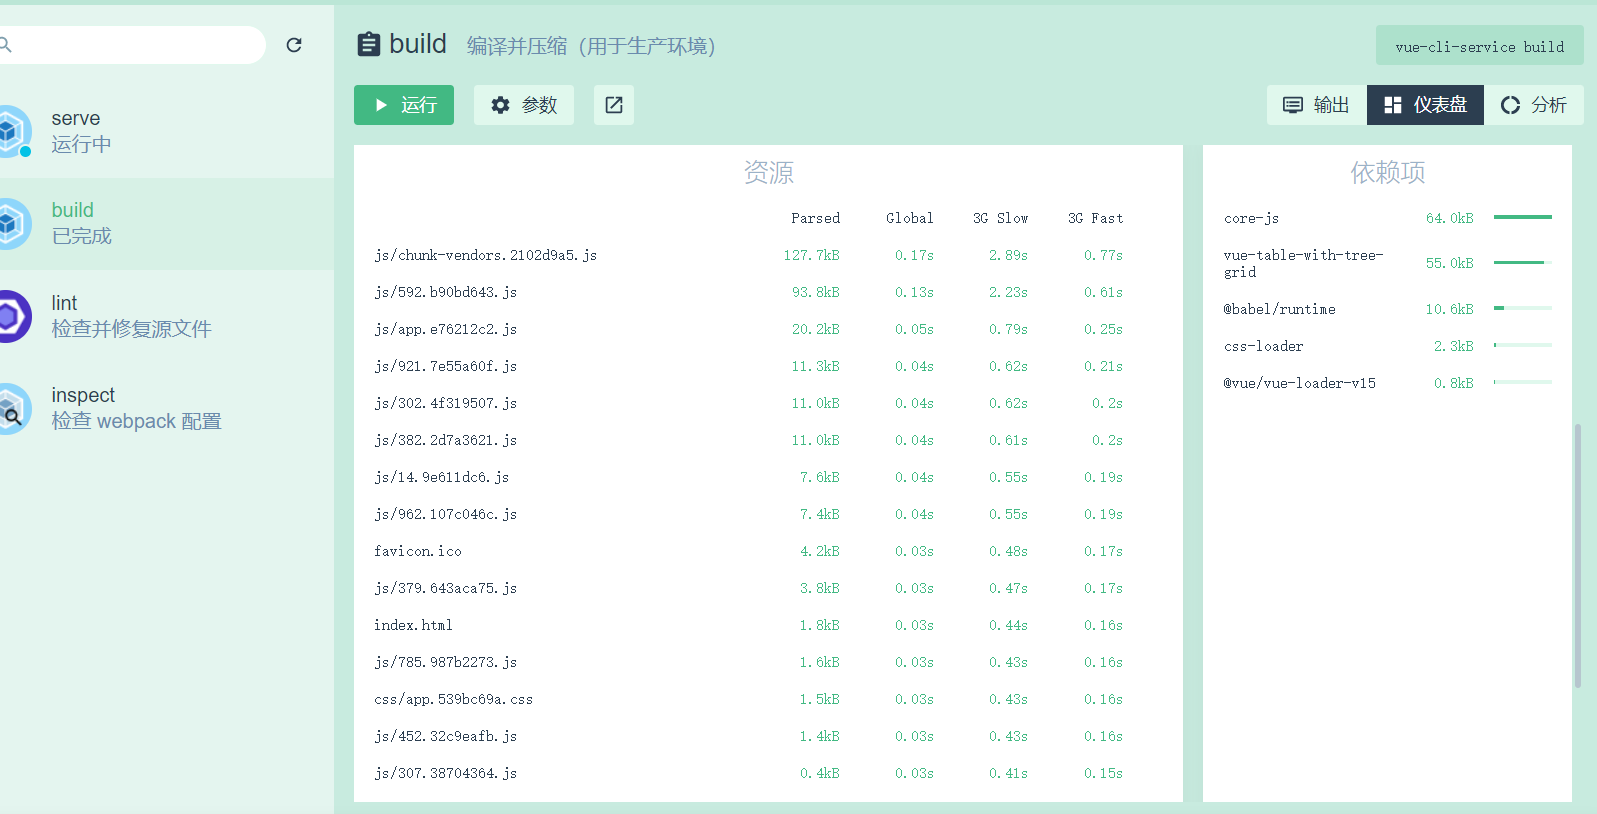 build 编译并压缩（用于生产环境）
vue-cli-service build
运行 参数
输出 仪表盘 分析
serve
运行中
build
已完成
lint
检查并修复源文件
inspect
检查 webpack 配置
资源
Parsed Global 3G Slow 3G Fast
js/chunk-vendors.2102d9a5.js 127.7kB 0.17s 2.89s 0.77s
js/592.b90bd643.js 93.8kB 0.13s 2.23s 0.61s
js/app.e76212c2.js 20.2kB 0.05s 0.79s 0.25s
js/921.7e55a60f.js 11.3kB 0.04s 0.62s 0.21s
js/302.4f319507.js 11.0kB 0.04s 0.62s 0.2s
js/382.2d7a3621.js 11.0kB 0.04s 0.61s 0.2s
js/14.9e611dc6.js 7.6kB 0.04s 0.55s 0.19s
js/962.107c046c.js 7.4kB 0.04s 0.55s 0.19s
favicon.ico 4.2kB 0.03s 0.48s 0.17s
js/379.643aca75.js 3.8kB 0.03s 0.47s 0.17s
index.html 1.8kB 0.03s 0.44s 0.16s
js/785.987b2273.js 1.6kB 0.03s 0.43s 0.16s
css/app.539bc69a.css 1.5kB 0.03s 0.43s 0.16s
js/452.32c9eafb.js 1.4kB 0.03s 0.43s 0.16s
js/307.38704364.js 0.4kB 0.03s 0.41s 0.15s
依赖项
core-js 64.0kB
vue-table-with-tree-
grid 55.0kB
@babel/runtime 10.6kB
css-loader 2.3kB
@vue/vue-loader-v15 0.8kB